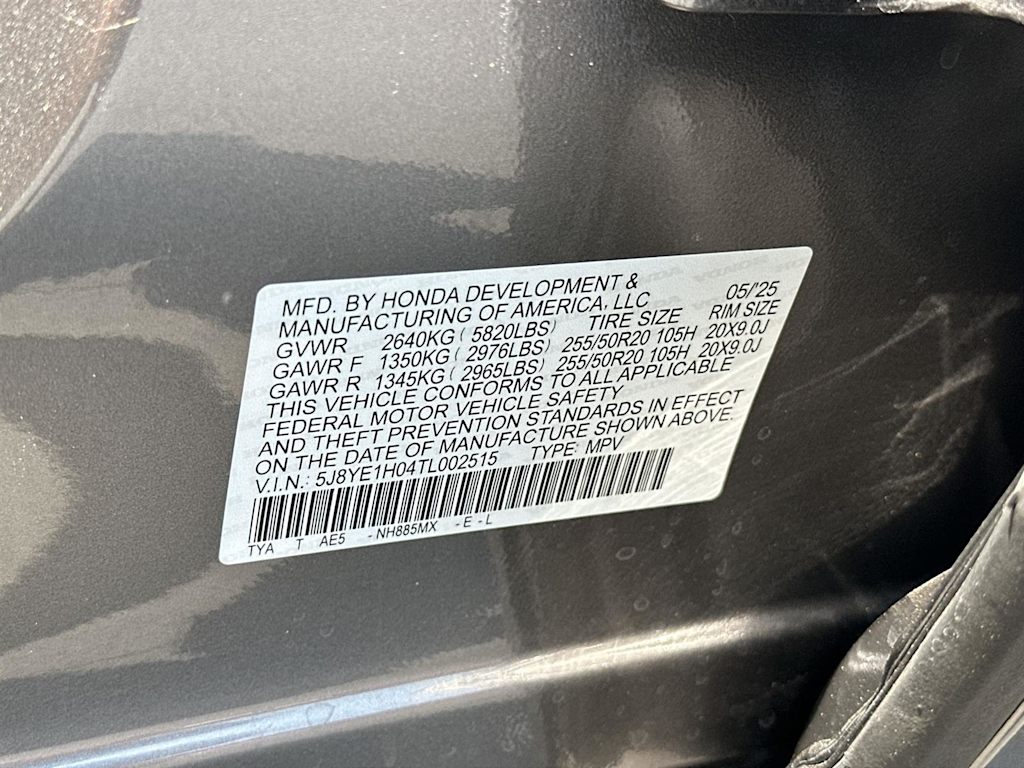 MFD. BY HONDA DEVELOPMENT &
MANUFACTURING OF AMERICA, LLC 05/'25
GVWR 2640KG ( 5820LBS) TIRE SIZE RIM SIZE
GAWR F 1350KG ( 2976LBS) 255/50R20 105H 20X9.0J
GAWR R 1345KG ( 2965LBS) 255/50R20 105H 20X9.0J
THIS VEHICLE CONFORMS TO ALL APPLICABLE
FEDERAL MOTOR VEHICLE SAFETY
AND THEFT PREVENTION STANDARDS IN EFFECT
ON THE DATE OF MANUFACTURE SHOWN ABOVE.
V.I.N.: 5J8YE1H04TL002515 TYPE: MPV
TYA T AE5 - NH885MX - E - L